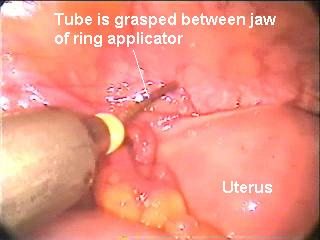 Tube is grasped between jaw
of ring applicator
Uterus